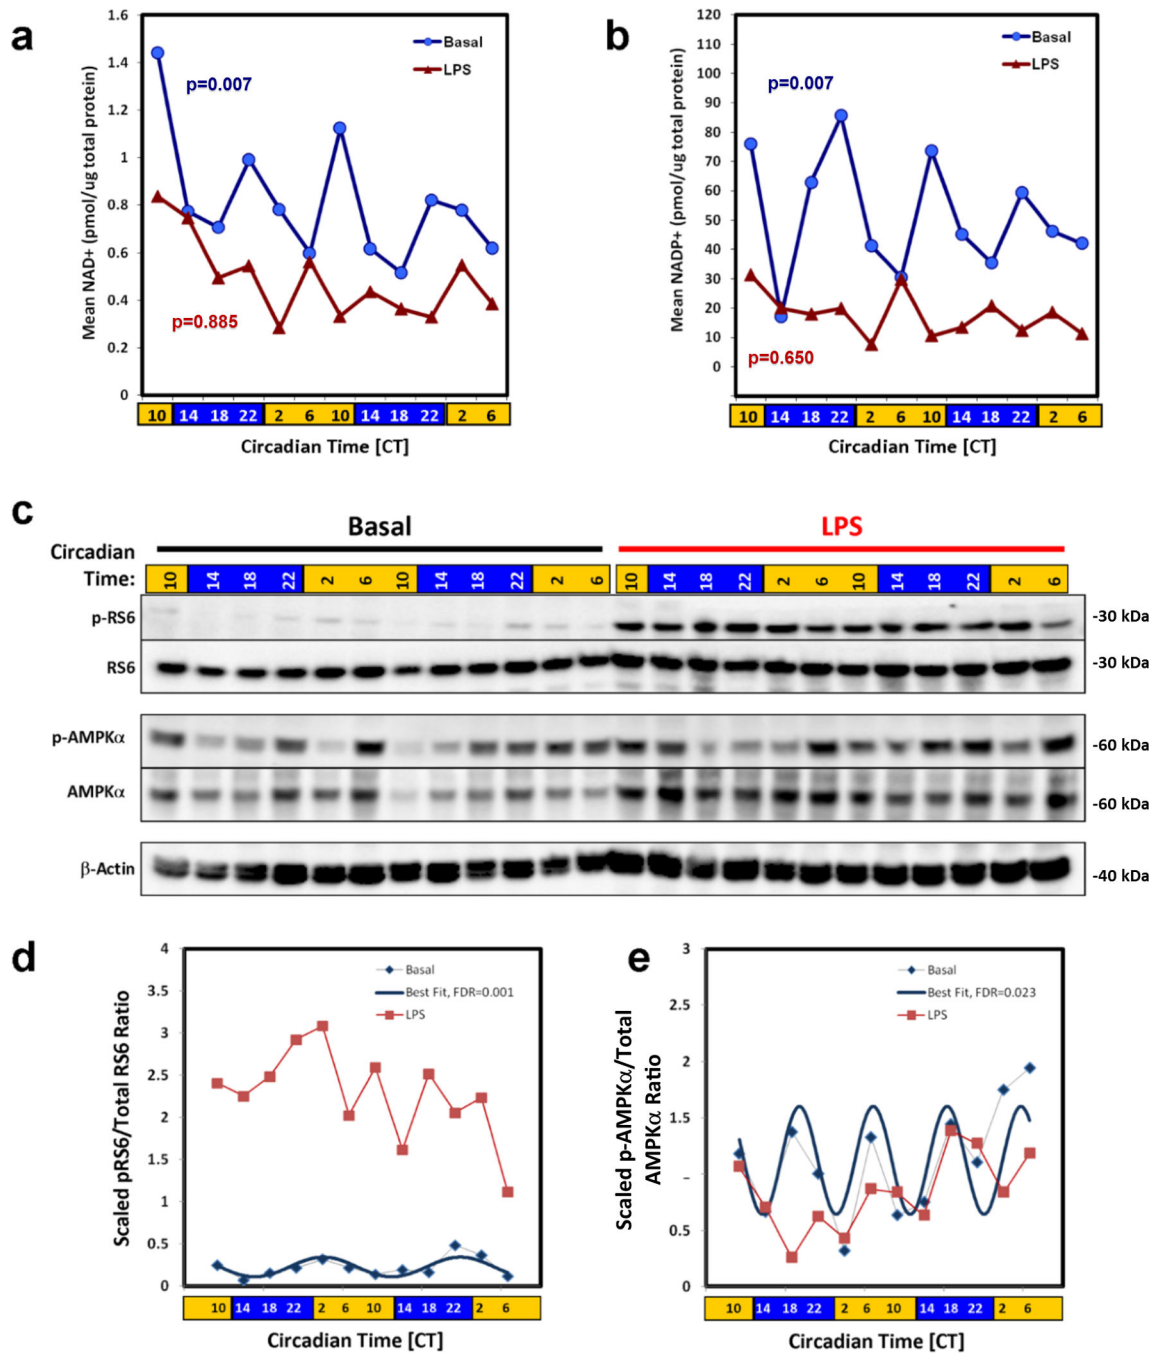 a
1.6
1.4
1.2
1
0.8
0.6
0.4
0.2
0
Mean NAD+ (pmol/ug total protein)
Basal
LPS
p=0.007
p=0.885
10 14 18 22 2 6 10 14 18 22 2 6
Circadian Time [CT]
b
120
110
100
90
80
70
60
50
40
30
20
10
0
Mean NADP+ (pmol/ug total protein)
Basal
LPS
p=0.007
p=0.650
10 14 18 22 2 6 10 14 18 22 2 6
Circadian Time [CT]
c
Basal LPS
Circadian
Time: 10 14 18 22 2 6 10 14 18 22 2 6 10 14 18 22 2 6 10 14 18 22 2 6
p-RS6 -30 kDa
RS6 -30 kDa
p-AMPKα -60 kDa
AMPKα -60 kDa
β-Actin -40 kDa
d
4
3.5
3
2.5
2
1.5
1
0.5
0
Scaled pRS6/Total RS6 Ratio
Basal
Best Fit, FDR=0.001
LPS
10 14 18 22 2 6 10 14 18 22 2 6
Circadian Time [CT]
e
3
2.5
2
1.5
0.5
0
Scaled p-AMPKα/Total
AMPKα Ratio
Basal
Best Fit, FDR=0.023
LPS
10 14 18 22 2 6 10 14 18 22 2 6
Circadian Time [CT]